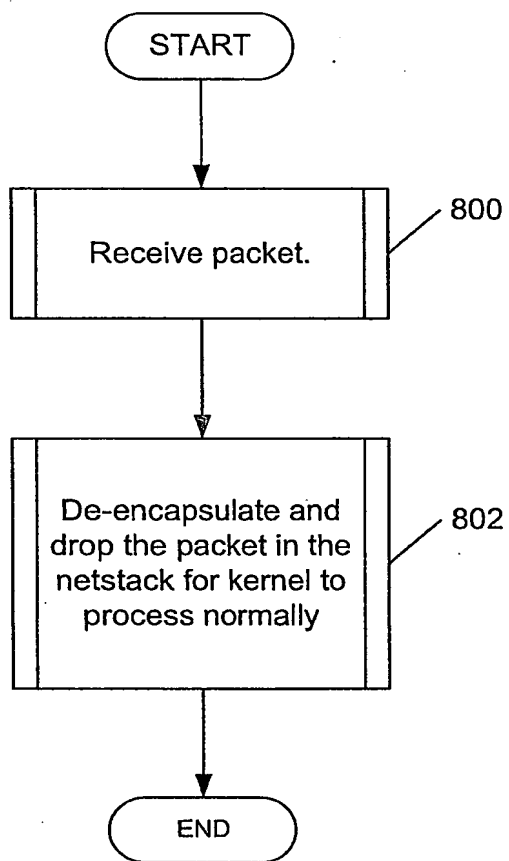 START
Receive packet.
800
De-encapsulate and
drop the packet in the
netstack for kernel to
process normally
802
END